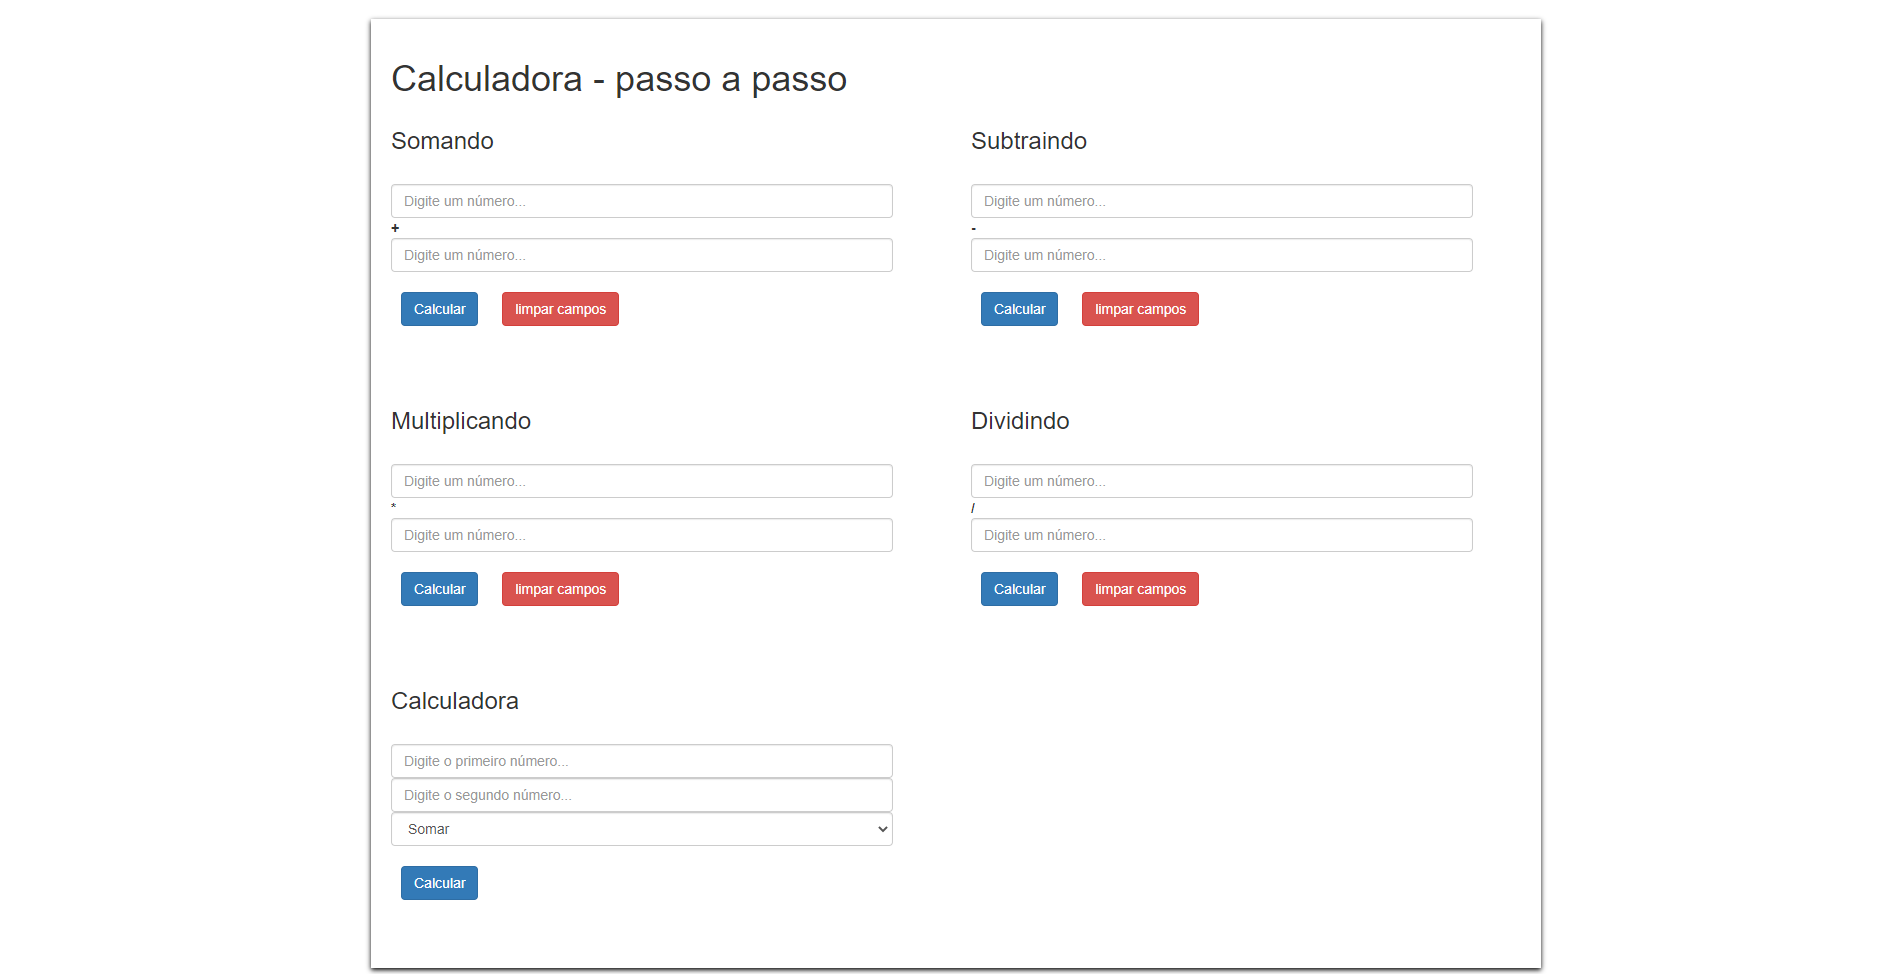 Calculadora - passo a passo
Somando
Digite um número...
+
Digite um número...
Calcular limpar campos
Subtraindo
Digite um número...
-
Digite um número...
Calcular limpar campos
Multiplicando
Digite um número...
*
Digite um número...
Calcular limpar campos
Dividindo
Digite um número...
/
Digite um número...
Calcular limpar campos
Calculadora
Digite o primeiro número...
Digite o segundo número...
Somar
Calcular